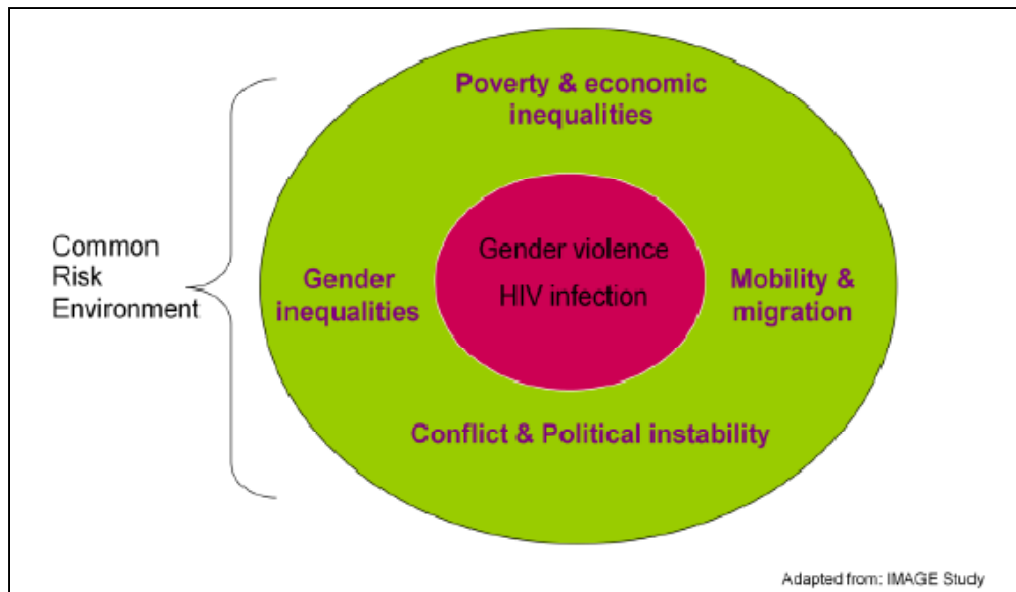 Poverty & economic
inequalities
Common
Risk
Environment
Gender
inequalities
Gender violence
HIV infection
Mobility &
migration
Conflict & Political instability
Adapted from: IMAGE Study